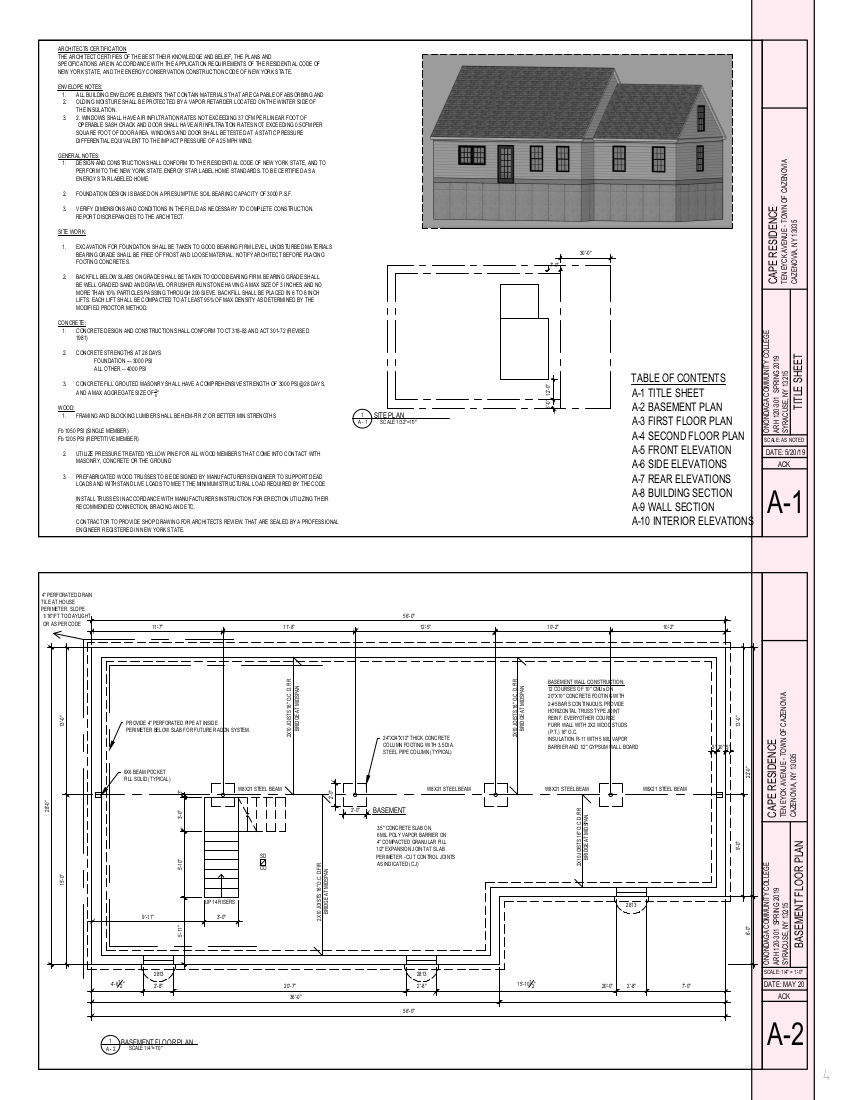 ARCHITECTS CERTIFICATION
THE ARCHITECT CERTIFIES OF THE BEST THEIR KNOWLEDGE AND BELIEF, THE PLANS AND
SPECIFICATIONS ARE IN ACCORDANCE WITH THE APPLICATION REQUIREMENTS OF THE RESIDENTIAL CODE OF
NEW YORK STATE, AND THE ENERGY CONSERVATION CONSTRUCTION CODE OF NEW YORK STATE.
ENVELOPE NOTES:
1. ALL BUILDING ENVELOPE ELEMENTS THAT CONTAIN MATERIALS THAT ARE CAPABLE OF ABSORBING AND
2. OLDING MOISTURE SHALL BE PROTECTED BY A VAPOR RETARDER LOCATED ON THE WINTER SIDE OF
THE INSULATION.
3. 2. WINDOWS SHALL HAVE AIR INFILTRATION RATES NOT EXCEEDING .37 CFM PER LINEAR FOOT OF
OPERABLE SASH CRACK AND DOOR SHALL HAVE AIR INFILTRATION RATES NOT EXCEEDING 0.5CFM PER
SQUARE FOOT OF DOOR AREA. WINDOWS AND DOOR SHALL BE TESTED AT A STATIC PRESSURE
DIFFERENTIAL EQUIVALENT TO THE IMPACT PRESSURE OF A 25 MPH WIND.
GENERAL NOTES:
1. DESIGN AND CONSTRUCTION SHALL CONFORM TO THE RESIDENTIAL CODE OF NEW YORK STATE, AND TO
PERFORM TO THE NEW YORK STATE ENERGY STAR LABEL HOME STANDARDS. TO BE CERTIFIED AS A
ENERGY STAR LABELED HOME.
2. FOUNDATION DESIGN IS BASED ON A PRESUMPTIVE SOIL BEARING CAPACITY OF 3000 P.S.F.
3. VERIFY DIMENSIONS AND CONDITIONS IN THE FIELD AS NECESSARY TO COMPLETE CONSTRUCTION.
REPORT DISCREPANCIES TO THE ARCHITECT.
SITE WORK:
1. EXCAVATION FOR FOUNDATION SHALL BE TAKEN TO GOOD BEARING FIRM LEVEL, UNDISTURBED MATERIALS
BEARING GRADE SHALL BE FREE OF FROST AND LOOSE MATERIAL. NOTIFY ARCHITECT BEFORE PLACING
FOOTING CONCRETE S.
2. BACKFILL BELOW SLABS ON GRADE SHALL BE TAKEN TO GOOD BEARING FIRM. BEARING GRADE SHALL
BE WELL GRADED SAND AND GRAVEL OR RUSHER RUN STONE HAVING A MAX SIZE OF 3 INCHES AND NO
MORE THAN 10% PARTICLES PASSING THROUGH 200 SIEVE. BACKFILL SHALL BE PLACED IN 6 TO 8 INCH
LIFTS. EACH LIFT SHALL BE COMPACTED TO AT LEAST 95% OF MAX DENSITY AS DETERMINED BY THE
MODIFIED PROCTOR METHOD.
CONCRETE:
1. CONCRETE DESIGN AND CONSTRUCTION SHALL CONFORM TO CT 318-83 AND ACT 301-72 (REVISED
1981)
2. CONCRETE STRENGTHS AT 28 DAYS
FOUNDATION --- 3000 PSI
ALL OTHER --- 4000 PSI
3. CONCRETE FILL GROUTED MASONRY SHALL HAVE A COMPREHENSIVE STRENGTH OF 3000 PSI @28 DAYS,
AND A MAX AGGREGATE SIZE OF
WOOD:
1. FRAMING AND BLOCKING LUMBERS SHALL BE HEM-FIR 2" OR BETTER MIN STRENGTHS
Fb 1050 PSI (SINGLE MEMBER)
Fb 1205 PSI (REPETITIVE MEMBER)
2. UTILIZE PRESSURE TREATED YELLOW PINE FOR ALL WOOD MEMBERS THAT COME INTO CONTACT WITH
MASONRY, CONCRETE OR THE GROUND
3. PREFABRICATED WOOD TRUSSES TO BE DESIGNED BY MANUFACTURERS ENGINEER TO SUPPORT DEAD
LOADS AND WITHSTAND LIVE LOADS TO MEET THE MINIMUM STRUCTURAL LOAD REQUIRED BY THE CODE
INSTALL TRUSSES IN ACCORDANCE WITH MANUFACTURERS INSTRUCTION FOR ERECTION UTILIZING THEIR
RECOMMENDED CONNECTION, BRACING AND ETC.
CONTRACTOR TO PROVIDE SHOP DRAWING FOR ARCHITECTS REVIEW. THAT ARE SEALED BY A PROFESSIONAL
ENGINEER REGISTERED IN NEW YORK STATE.
30'-0"
12'-0"
1
A - 1
SITE PLAN
SCALE 1/32"=1'0"
TABLE OF CONTENTS
A-1 TITLE SHEET
A-2 BASEMENT PLAN
A-3 FIRST FLOOR PLAN
A-4 SECOND FLOOR PLAN
A-5 FRONT ELEVATION
A-6 SIDE ELEVATIONS
A-7 REAR ELEVATIONS
A-8 BUILDING SECTION
A-9 WALL SECTION
A-10 INTERIOR ELEVATIONS
CAPE RESIDENCE
TEN EYCK AVENUE - TOWN OF CAZENOVIA
CAZENOVIA, NY 13035
ONONDAGA COMMUNITY COLLEGE
ARH 120-301 SPRING 2019
SYRACUSE, NY 13215
TITLE SHEET
SCALE: AS NOTED
DATE: 5/20/19
ACK
A-1
4" PERFORATED DRAIN
TILE AT HOUSE
PERIMETER. SLOPE
1/16"/FT TO DAYLIGHT
OR AS PER CODE
56'-0"
11'-7"
11'-8"
12'-5"
10'-2"
10'-2"
13'-0"
28'-0"
15'-0"
2X10 JOISTS 16" O.C. D.FIR
BRIDGE AT MIDSPAN
2X10 JOISTS 16" O.C. D.FIR
BRIDGE AT MIDSPAN
BASEMENT WALL CONSTRUCTION:
12 COURSES OF 10" CMUs ON
20"X10" CONCRETE FOOTING WITH
2-#5 BARS CONTINUOUS. PROVIDE
HORIZONTAL TRUSS TYPE JOINT
REINF. EVERYOTHER COURSE
FURR WALL WITH 2X3 WOOD STUDS
(P.T.) 16" O.C.
INSULATION R-11 WITH 5 MIL VAPOR
BARRIER AND 1/2" GYPSUM WALL BOARD
PROVIDE 4" PERFORATED PIPE AT INSIDE
PERIMETER BELOW SLAB FOR FUTURE RADON SYSTEM.
24"X24"X12" THICK CONCRETE
COLUMN FOOTING WITH 3.5 DIA.
STEEL PIPE COLUMN (TYPICAL)
6X8 BEAM POCKET
FILL SOLID (TYPICAL)
W8X21 STEEL BEAM
W8X21 STEEL BEAM
W8X21 STEEL BEAM
W8X21 STEEL BEAM
13'-0"
22'-0"
9'-0"
6'-0"
2'-0"
2'-0"
BASEMENT
3.5" CONCRETE SLAB ON
6 MIL POLY VAPOR BARRIER ON
4" COMPACTED GRANULAR FILL
1/2" EXPANSION JOINT AT SLAB
PERIMETER - CUT CONTROL JOINTS
AS INDICATED (CJ)
3'-0"
5'-10"
5'-11"
UP 14 RISERS
9'-11"
3'-0"
2X10 JOISTS 16" O.C. D.FIR
BRIDGE AT MIDSPAN
2X10 JOISTS 16" O.C. D.FIR
BRIDGE AT MIDSPAN
2813
2813
2813
2'-8"
20'-7"
2'-8"
20'-0"
2'-8"
7'-0"
36'-0"
56'-0"
1
A - 2
BASEMENT FLOOR PLAN
SCALE 1/4"=1'0"
CAPE RESIDENCE
TEN EYCK AVENUE - TOWN OF CAZENOVIA
CAZENOVIA, NY 13035
ONONDAGA COMMUNITY COLLEGE
ARH 120-301 SPRING 2019
SYRACUSE, NY 13215
BASEMENT FLOOR PLAN
SCALE: 1/4" = 1'-0"
DATE: MAY 20
ACK
A-2
4